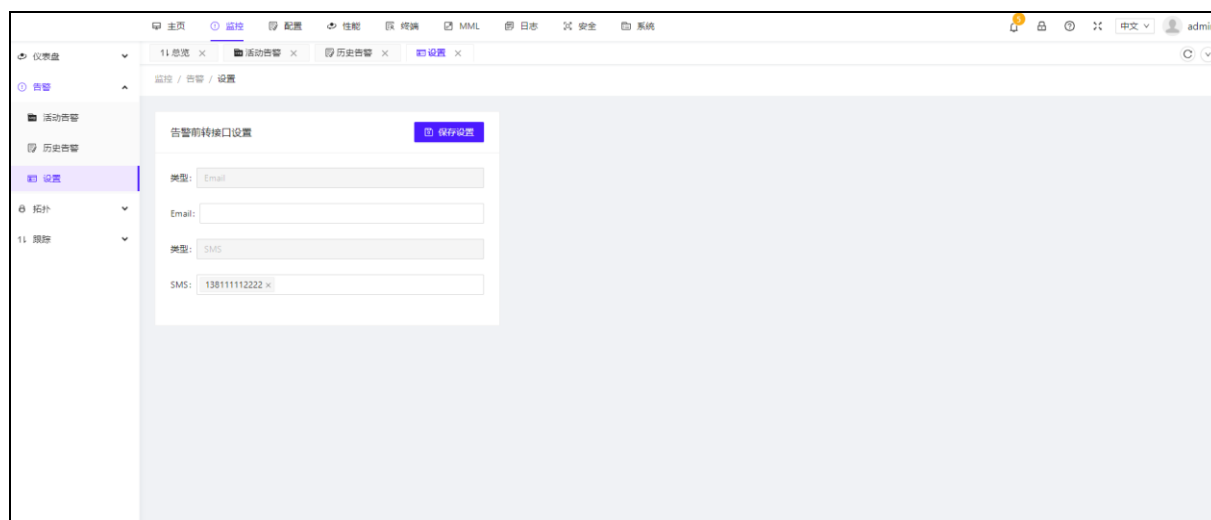 主页 监控 配置 性能 终端 MML 日志 安全 系统 5 中文 admi
仪表盘
总览 活动告警 历史告警 设置
告警
监控 / 告警 / 设置
活动告警
历史告警
设置
拓扑
跟踪
告警前转接口设置 保存设置
类型: Email
Email:
类型: SMS
SMS: 138111112222